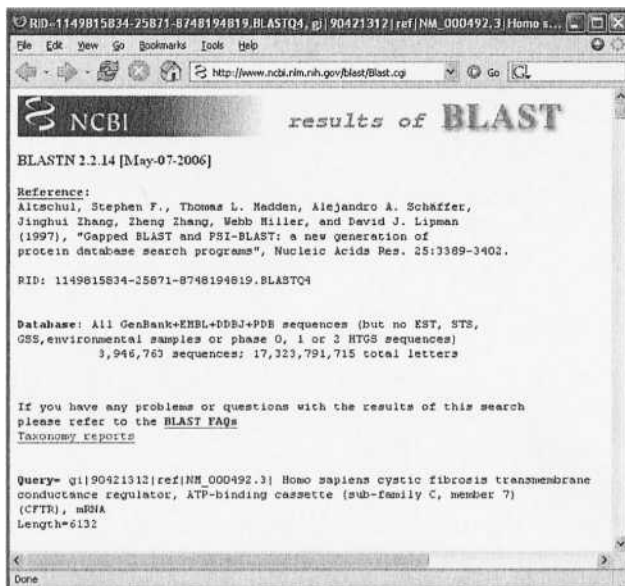 RID=1149815834-25871-8748194819.BLASTQ4, gi|90421312|ref|NM_000492.3|Homo s...
File Edit View Go Bookmarks Tools Help
http://www.ncbi.nlm.nih.gov/blast/Blast.cgi Go
NCBI results of BLAST
BLASTN 2.2.14 [May-07-2006]
Reference:
Altschul, Stephen F., Thomas L. Madden, Alejandro A. Schäffer,
Jinghui Zhang, Zheng Zhang, Webb Miller, and David J. Lipman
(1997), "Gapped BLAST and PSI-BLAST: a new generation of
protein database search programs", Nucleic Acids Res. 25:3389-3402.
RID: 1149815834-25871-8748194819.BLASTQ4
Database: All GenBank+EMBL+DDBJ+PDB sequences (but no EST, STS,
GSS,environmental samples or phase 0, 1 or 2 HTGS sequences)
3,946,763 sequences; 17,323,791,715 total letters
If you have any problems or questions with the results of this search
please refer to the BLAST FAQs
Taxonomy reports
Query= gi|90421312|ref|NM_000492.3| Homo sapiens cystic fibrosis transmembrane
conductance regulator, ATP-binding cassette (sub-family C, member 7)
(CFTR), mRNA
Length=6132
Done